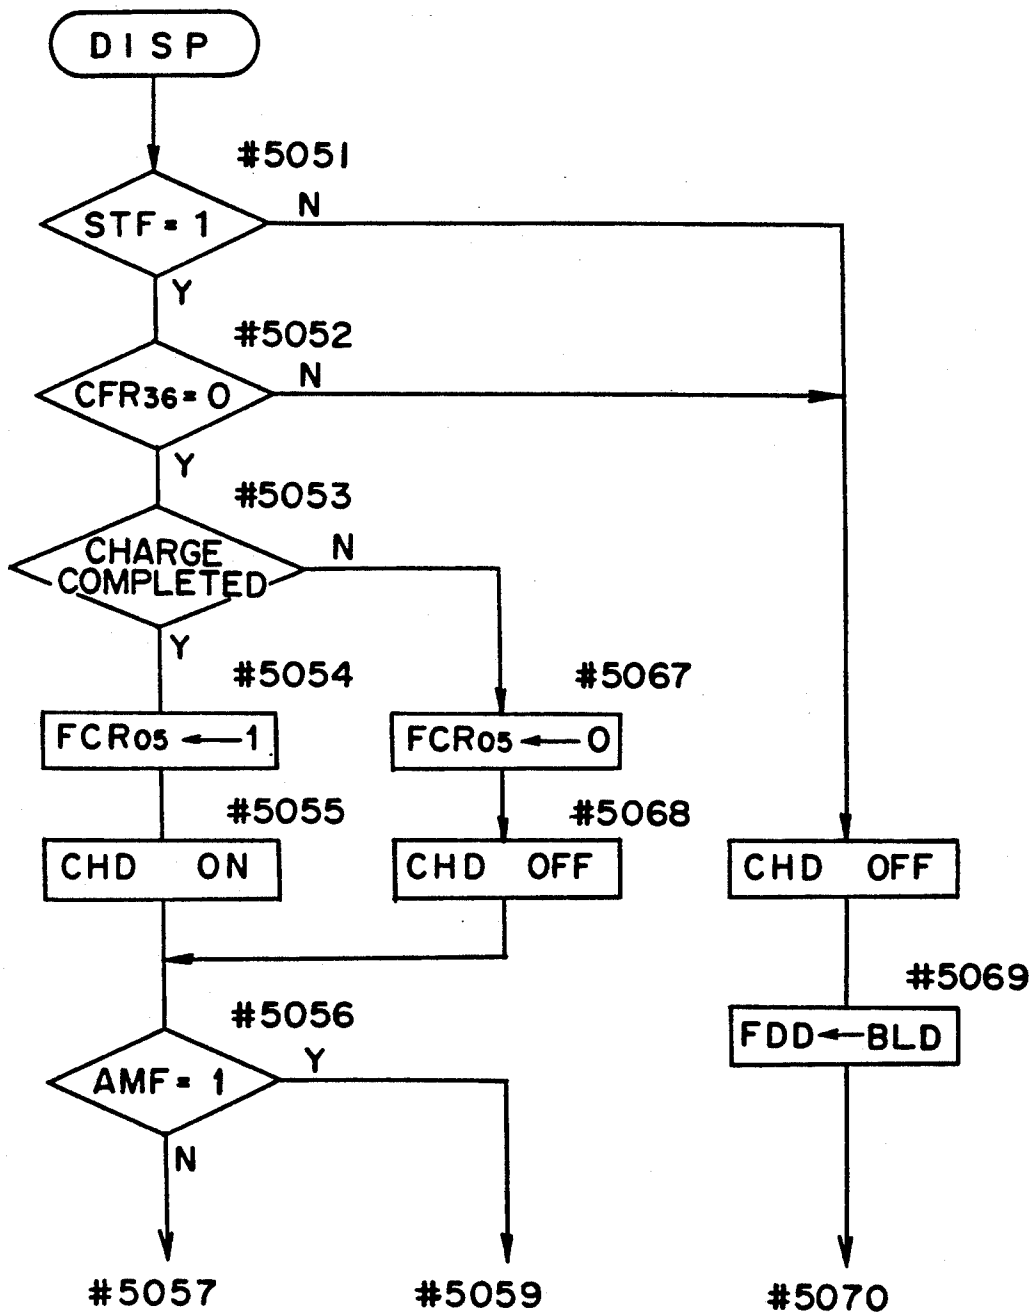 DISP
#5051
STF = 1
N
Y
#5052
CFR36 = 0
N
Y
#5053
CHARGE
COMPLETED
N
Y
#5054
FCR05 ← 1
#5067
FCR05 ← 0
#5055
CHD ON
#5068
CHD OFF
CHD OFF
#5069
FDD ← BLD
#5056
AMF = 1
Y
N
#5057
#5059
#5070